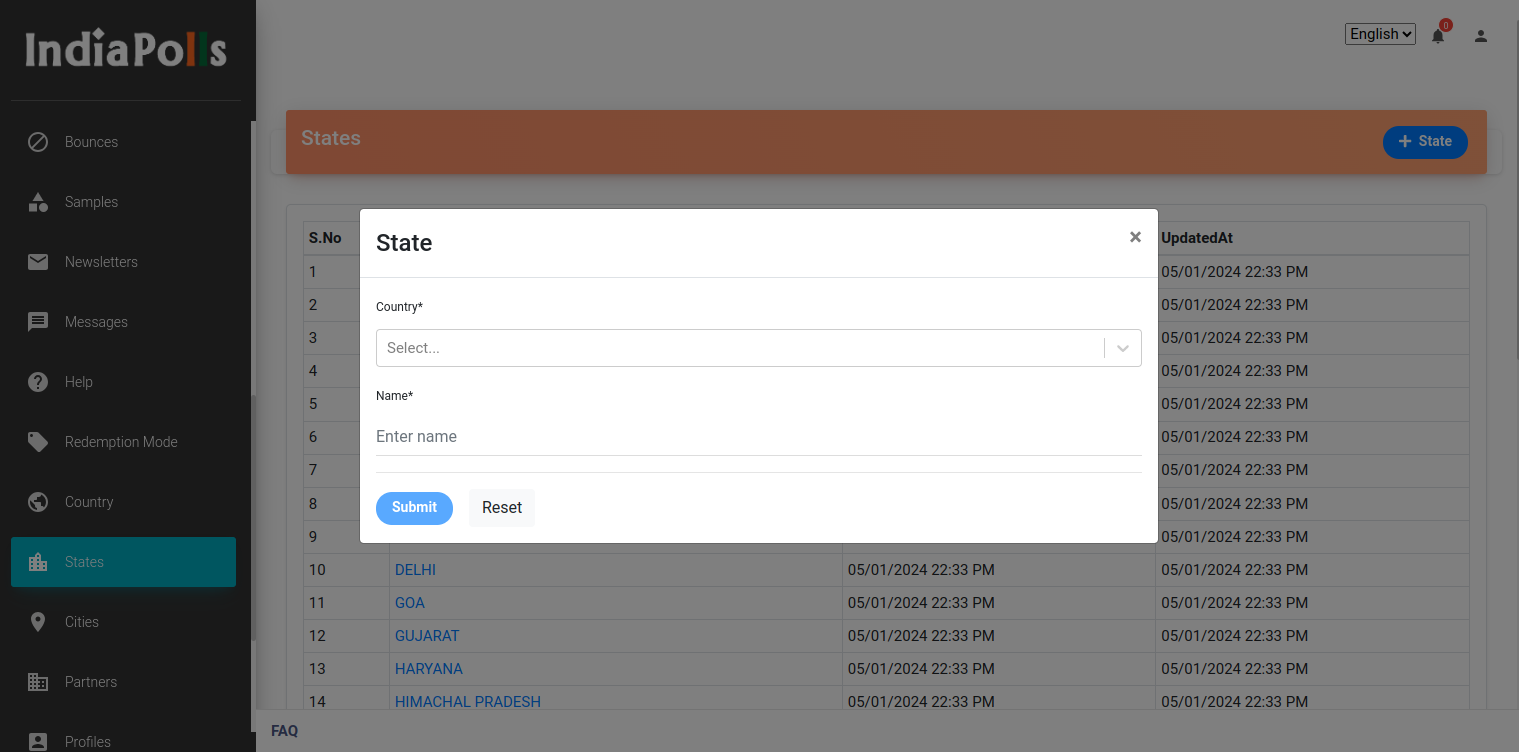 IndiaPolls
English
0
Bounces
Samples
Newsletters
Messages
Help
Redemption Mode
Country
States
Cities
Partners
Profiles
States
+ State
State
×
Country*
Select...
Name*
Enter name
Submit
Reset
S.No UpdatedAt
1 05/01/2024 22:33 PM
2 05/01/2024 22:33 PM
3 05/01/2024 22:33 PM
4 05/01/2024 22:33 PM
5 05/01/2024 22:33 PM
6 05/01/2024 22:33 PM
7 05/01/2024 22:33 PM
8 05/01/2024 22:33 PM
9 05/01/2024 22:33 PM
10 DELHI 05/01/2024 22:33 PM 05/01/2024 22:33 PM
11 GOA 05/01/2024 22:33 PM 05/01/2024 22:33 PM
12 GUJARAT 05/01/2024 22:33 PM 05/01/2024 22:33 PM
13 HARYANA 05/01/2024 22:33 PM 05/01/2024 22:33 PM
14 HIMACHAL PRADESH 05/01/2024 22:33 PM 05/01/2024 22:33 PM
FAQ